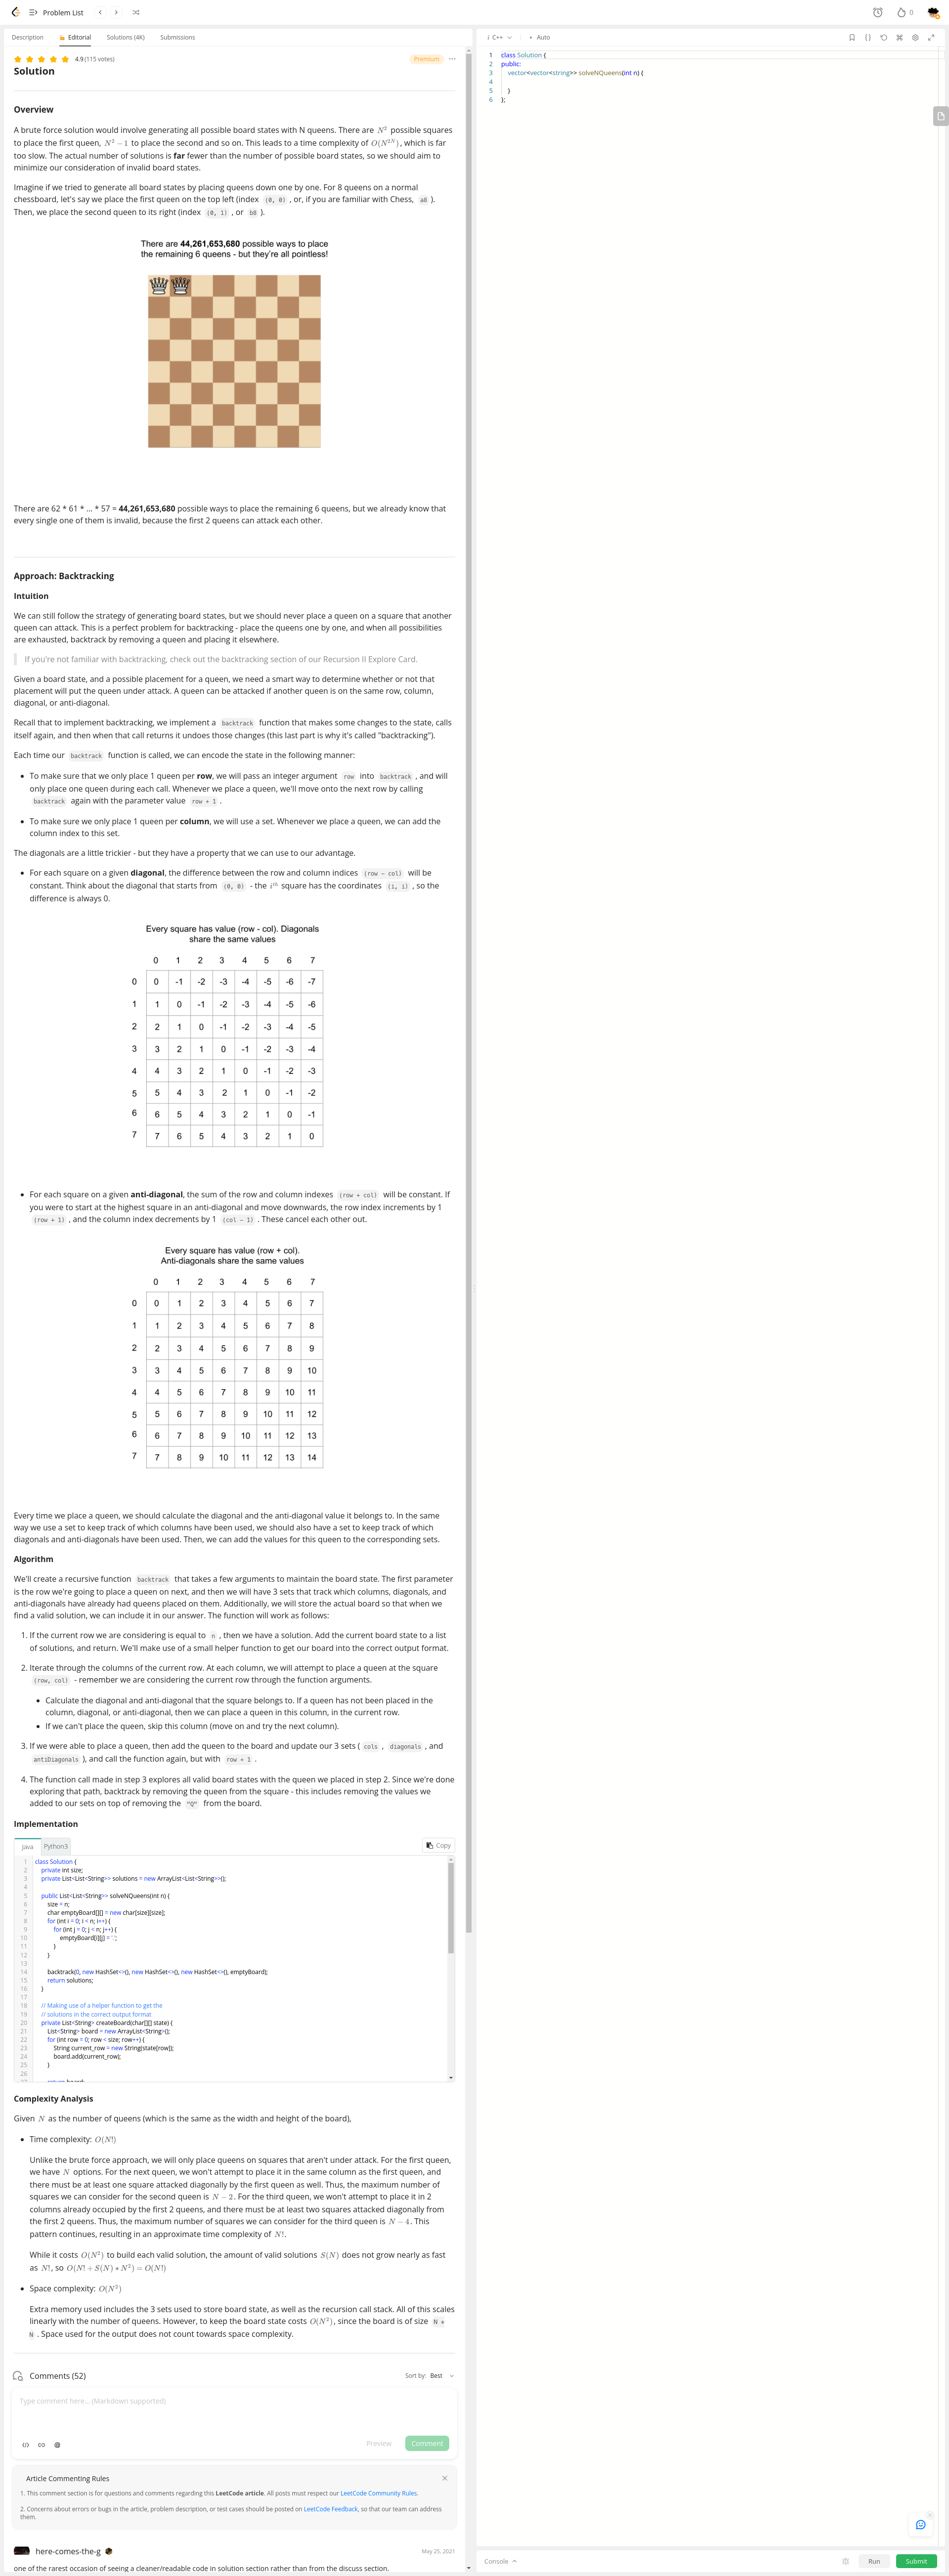 Problem List
0
Description
Editorial
Solutions (4K)
Submissions
4.9 (115 votes)
Premium
Solution
Overview
A brute force solution would involve generating all possible board states with N queens. There are N² possible squares
to place the first queen, N² − 1 to place the second and so on. This leads to a time complexity of O(N²ᴺ), which is far
too slow. The actual number of solutions is far fewer than the number of possible board states, so we should aim to
minimize our consideration of invalid board states.
Imagine if we tried to generate all board states by placing queens down one by one. For 8 queens on a normal
chessboard, let's say we place the first queen on the top left (index (0, 0) , or, if you are familiar with Chess, a8 ).
Then, we place the second queen to its right (index (0, 1) , or b8 ).
There are 44,261,653,680 possible ways to place
the remaining 6 queens - but they're all pointless!
There are 62 * 61 * ... * 57 = 44,261,653,680 possible ways to place the remaining 6 queens, but we already know that
every single one of them is invalid, because the first 2 queens can attack each other.
Approach: Backtracking
Intuition
We can still follow the strategy of generating board states, but we should never place a queen on a square that another
queen can attack. This is a perfect problem for backtracking - place the queens one by one, and when all possibilities
are exhausted, backtrack by removing a queen and placing it elsewhere.
If you're not familiar with backtracking, check out the backtracking section of our Recursion II Explore Card.
Given a board state, and a possible placement for a queen, we need a smart way to determine whether or not that
placement will put the queen under attack. A queen can be attacked if another queen is on the same row, column,
diagonal, or anti-diagonal.
Recall that to implement backtracking, we implement a backtrack function that makes some changes to the state, calls
itself again, and then when that call returns it undoes those changes (this last part is why it's called "backtracking").
Each time our backtrack function is called, we can encode the state in the following manner:
• To make sure that we only place 1 queen per row, we will pass an integer argument row into backtrack , and will
only place one queen during each call. Whenever we place a queen, we'll move onto the next row by calling
backtrack again with the parameter value row + 1 .
• To make sure we only place 1 queen per column, we will use a set. Whenever we place a queen, we can add the
column index to this set.
The diagonals are a little trickier - but they have a property that we can use to our advantage.
• For each square on a given diagonal, the difference between the row and column indices (row - col) will be
constant. Think about the diagonal that starts from (0, 0) - the iᵗʰ square has the coordinates (i, i) , so the
difference is always 0.
Every square has value (row - col). Diagonals
share the same values
0 1 2 3 4 5 6 7
0 0 -1 -2 -3 -4 -5 -6 -7
1 1 0 -1 -2 -3 -4 -5 -6
2 2 1 0 -1 -2 -3 -4 -5
3 3 2 1 0 -1 -2 -3 -4
4 4 3 2 1 0 -1 -2 -3
5 5 4 3 2 1 0 -1 -2
6 6 5 4 3 2 1 0 -1
7 7 6 5 4 3 2 1 0
• For each square on a given anti-diagonal, the sum of the row and column indexes (row + col) will be constant. If
you were to start at the highest square in an anti-diagonal and move downwards, the row index increments by 1
(row + 1) , and the column index decrements by 1 (col - 1) . These cancel each other out.
Every square has value (row + col).
Anti-diagonals share the same values
0 1 2 3 4 5 6 7
0 0 1 2 3 4 5 6 7
1 1 2 3 4 5 6 7 8
2 2 3 4 5 6 7 8 9
3 3 4 5 6 7 8 9 10
4 4 5 6 7 8 9 10 11
5 5 6 7 8 9 10 11 12
6 6 7 8 9 10 11 12 13
7 7 8 9 10 11 12 13 14
Every time we place a queen, we should calculate the diagonal and the anti-diagonal value it belongs to. In the same
way we use a set to keep track of which columns have been used, we should also have a set to keep track of which
diagonals and anti-diagonals have been used. Then, we can add the values for this queen to the corresponding sets.
Algorithm
We'll create a recursive function backtrack that takes a few arguments to maintain the board state. The first parameter
is the row we're going to place a queen on next, and then we will have 3 sets that track which columns, diagonals, and
anti-diagonals have already had queens placed on them. Additionally, we will store the actual board so that when we
find a valid solution, we can include it in our answer. The function will work as follows:
1. If the current row we are considering is equal to n , then we have a solution. Add the current board state to a list
of solutions, and return. We'll make use of a small helper function to get our board into the correct output format.
2. Iterate through the columns of the current row. At each column, we will attempt to place a queen at the square
(row, col) - remember we are considering the current row through the function arguments.
• Calculate the diagonal and anti-diagonal that the square belongs to. If a queen has not been placed in the
column, diagonal, or anti-diagonal, then we can place a queen in this column, in the current row.
• If we can't place the queen, skip this column (move on and try the next column).
3. If we were able to place a queen, then add the queen to the board and update our 3 sets ( cols , diagonals , and
antiDiagonals ), and call the function again, but with row + 1 .
4. The function call made in step 3 explores all valid board states with the queen we placed in step 2. Since we're done
exploring that path, backtrack by removing the queen from the square - this includes removing the values we
added to our sets on top of removing the "Q" from the board.
Implementation
Java
Python3
Copy
1 class Solution {
2 private int size;
3 private List<List<String>> solutions = new ArrayList<List<String>>();
4
5 public List<List<String>> solveNQueens(int n) {
6 size = n;
7 char emptyBoard[][] = new char[size][size];
8 for (int i = 0; i < n; i++) {
9 for (int j = 0; j < n; j++) {
10 emptyBoard[i][j] = '.';
11 }
12 }
13
14 backtrack(0, new HashSet<>(), new HashSet<>(), new HashSet<>(), emptyBoard);
15 return solutions;
16 }
17
18 // Making use of a helper function to get the
19 // solutions in the correct output format
20 private List<String> createBoard(char[][] state) {
21 List<String> board = new ArrayList<String>();
22 for (int row = 0; row < size; row++) {
23 String current_row = new String(state[row]);
24 board.add(current_row);
25 }
26
27 return board;
Complexity Analysis
Given N as the number of queens (which is the same as the width and height of the board),
• Time complexity: O(N!)
Unlike the brute force approach, we will only place queens on squares that aren't under attack. For the first queen,
we have N options. For the next queen, we won't attempt to place it in the same column as the first queen, and
there must be at least one square attacked diagonally by the first queen as well. Thus, the maximum number of
squares we can consider for the second queen is N − 2. For the third queen, we won't attempt to place it in 2
columns already occupied by the first 2 queens, and there must be at least two squares attacked diagonally from
the first 2 queens. Thus, the maximum number of squares we can consider for the third queen is N − 4. This
pattern continues, resulting in an approximate time complexity of N!.
While it costs O(N²) to build each valid solution, the amount of valid solutions S(N) does not grow nearly as fast
as N!, so O(N! + S(N) * N²) = O(N!)
• Space complexity: O(N²)
Extra memory used includes the 3 sets used to store board state, as well as the recursion call stack. All of this scales
linearly with the number of queens. However, to keep the board state costs O(N²), since the board is of size N *
N . Space used for the output does not count towards space complexity.
Comments (52)
Sort by: Best
Type comment here... (Markdown supported)
Preview
Comment
Article Commenting Rules
1. This comment section is for questions and comments regarding this LeetCode article. All posts must respect our LeetCode Community Rules.
2. Concerns about errors or bugs in the article, problem description, or test cases should be posted on LeetCode Feedback, so that our team can address
them.
here-comes-the-g
May 25, 2021
one of the rarest occasion of seeing a cleaner/readable code in solution section rather than from the discuss section.
i C++
Auto
1 class Solution {
2 public:
3 vector<vector<string>> solveNQueens(int n) {
4
5 }
6 };
Console
Run
Submit